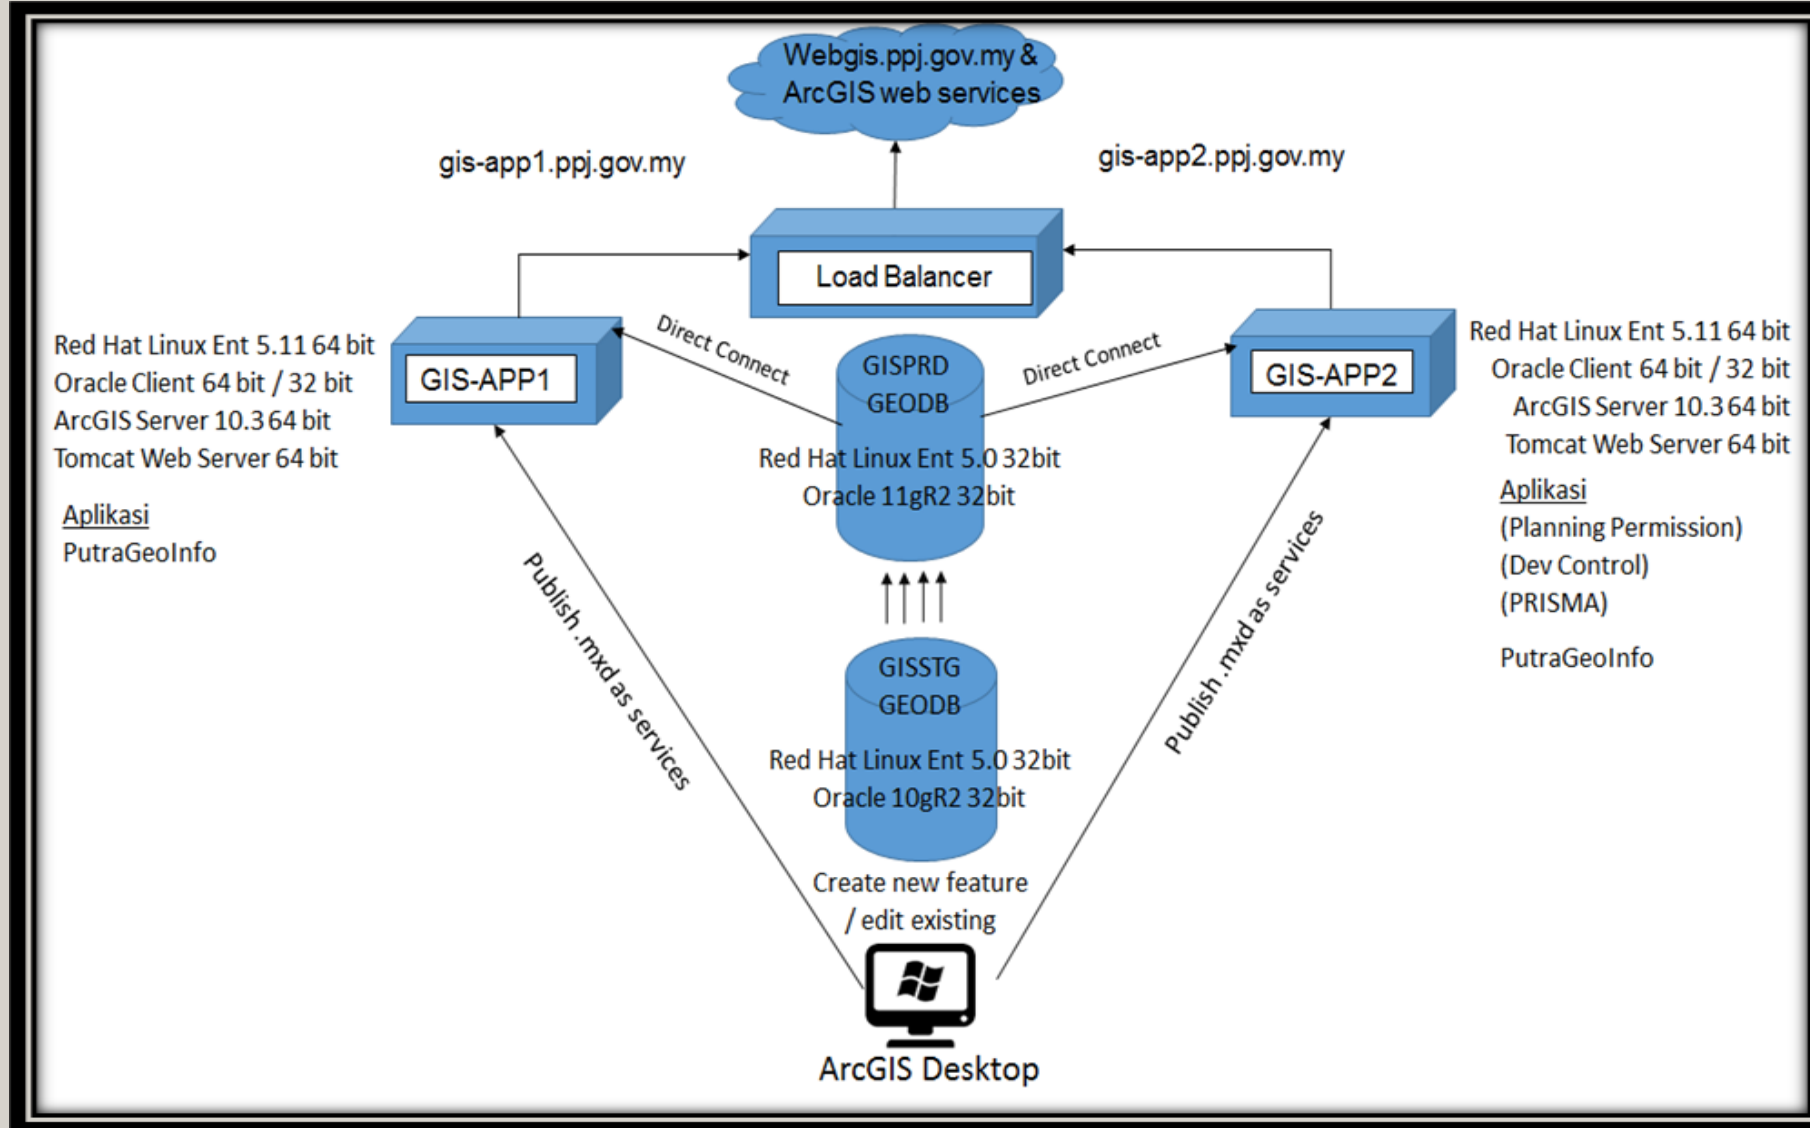 Webgis.ppj.gov.my &
ArcGIS web services
gis-app1.ppj.gov.my
gis-app2.ppj.gov.my
Load Balancer
Red Hat Linux Ent 5.11 64 bit
Oracle Client 64 bit / 32 bit
ArcGIS Server 10.3 64 bit
Tomcat Web Server 64 bit
Aplikasi
PutraGeoInfo
GIS-APP1
Direct Connect
GISPRD
GEODB
Red Hat Linux Ent 5.0 32bit
Oracle 11gR2 32bit
Direct Connect
GIS-APP2
Red Hat Linux Ent 5.11 64 bit
Oracle Client 64 bit / 32 bit
ArcGIS Server 10.3 64 bit
Tomcat Web Server 64 bit
Aplikasi
(Planning Permission)
(Dev Control)
(PRISMA)
PutraGeoInfo
Publish .mxd as services
GISSTG
GEODB
Red Hat Linux Ent 5.0 32bit
Oracle 10gR2 32bit
Publish .mxd as services
Create new feature
/ edit existing
ArcGIS Desktop